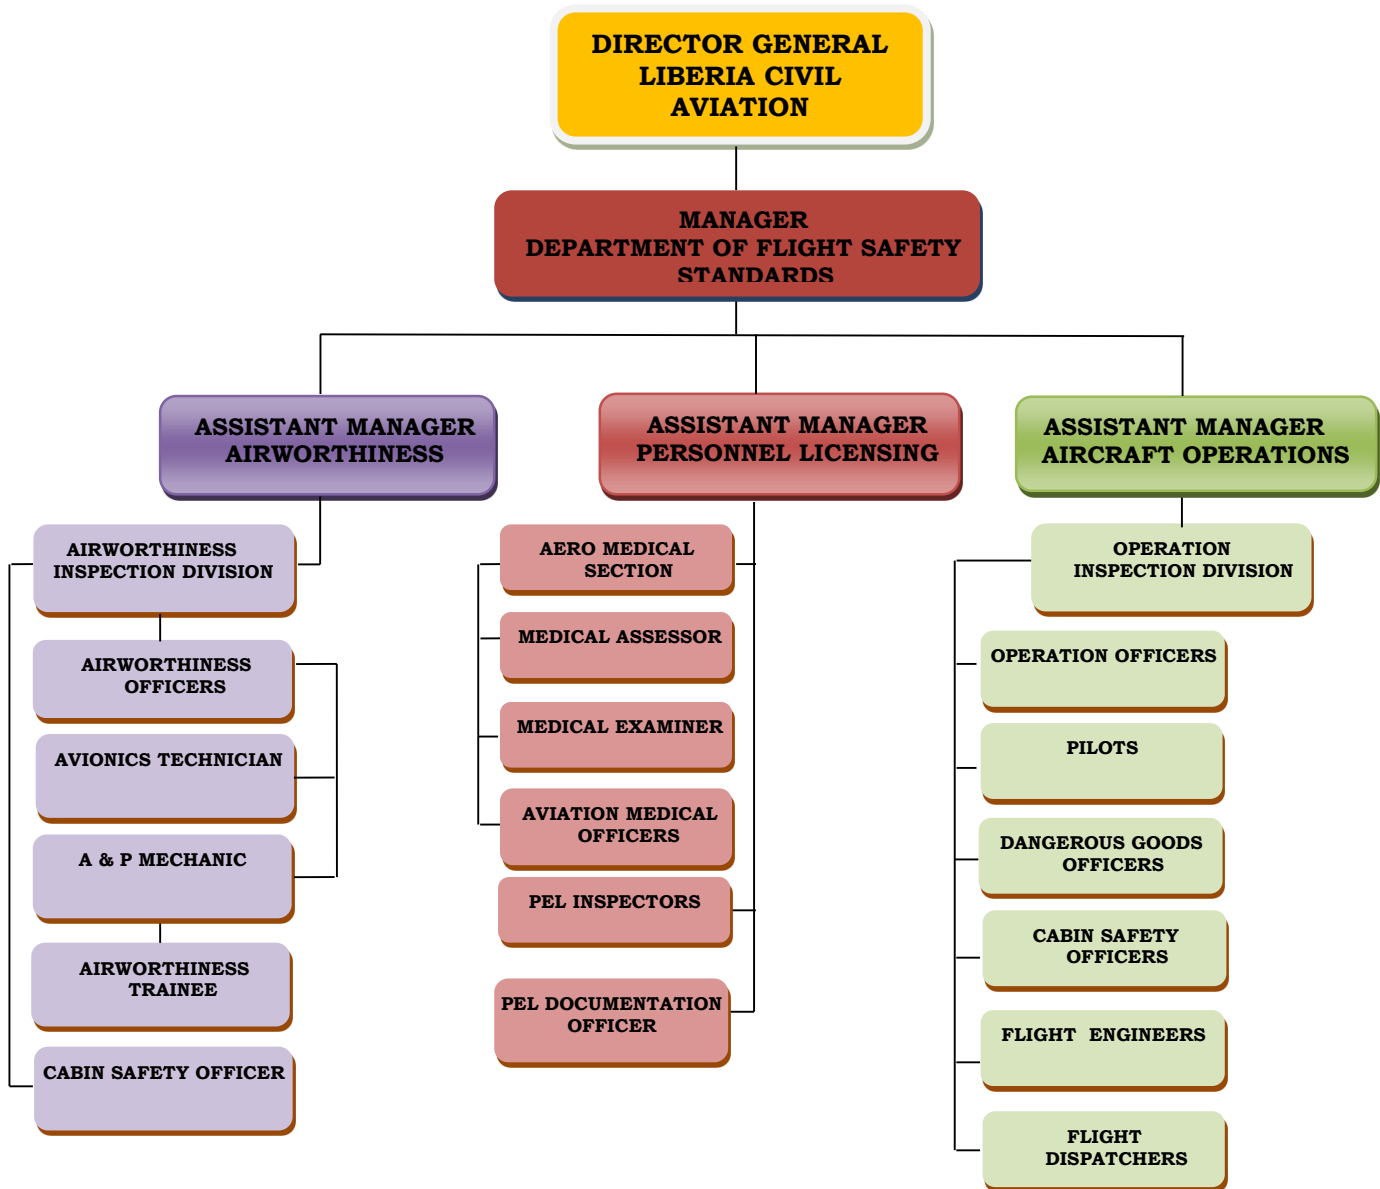 DIRECTOR GENERAL
LIBERIA CIVIL
AVIATION
MANAGER
DEPARTMENT OF FLIGHT SAFETY
STANDARDS
ASSISTANT MANAGER
AIRWORTHINESS
ASSISTANT MANAGER
PERSONNEL LICENSING
ASSISTANT MANAGER
AIRCRAFT OPERATIONS
AIRWORTHINESS
INSPECTION DIVISION
AIRWORTHINESS
OFFICERS
AVIONICS TECHNICIAN
A & P MECHANIC
AIRWORTHINESS
TRAINEE
CABIN SAFETY OFFICER
AERO MEDICAL
SECTION
MEDICAL ASSESSOR
MEDICAL EXAMINER
AVIATION MEDICAL
OFFICERS
PEL INSPECTORS
PEL DOCUMENTATION
OFFICER
OPERATION
INSPECTION DIVISION
OPERATION OFFICERS
PILOTS
DANGEROUS GOODS
OFFICERS
CABIN SAFETY
OFFICERS
FLIGHT ENGINEERS
FLIGHT
DISPATCHERS